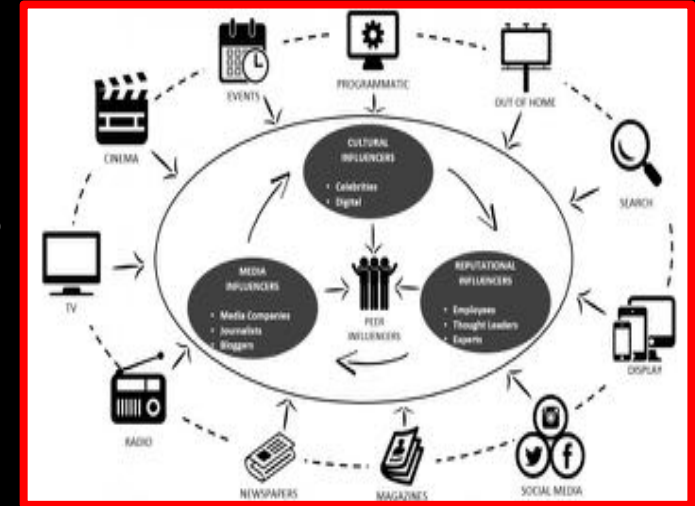 EVENTS
PROGRAMMATIC
OUT OF HOME
CINEMA
SEARCH
TV
DISPLAY
RADIO
NEWSPAPERS
MAGAZINES
SOCIAL MEDIA
CULTURAL
INFLUENCERS
• Celebrities
• Digital
MEDIA
INFLUENCERS
• Media Companies
• Journalists
• Bloggers
PEER
INFLUENCERS
REPUTATIONAL
INFLUENCERS
• Employees
• Thought Leaders
• Experts